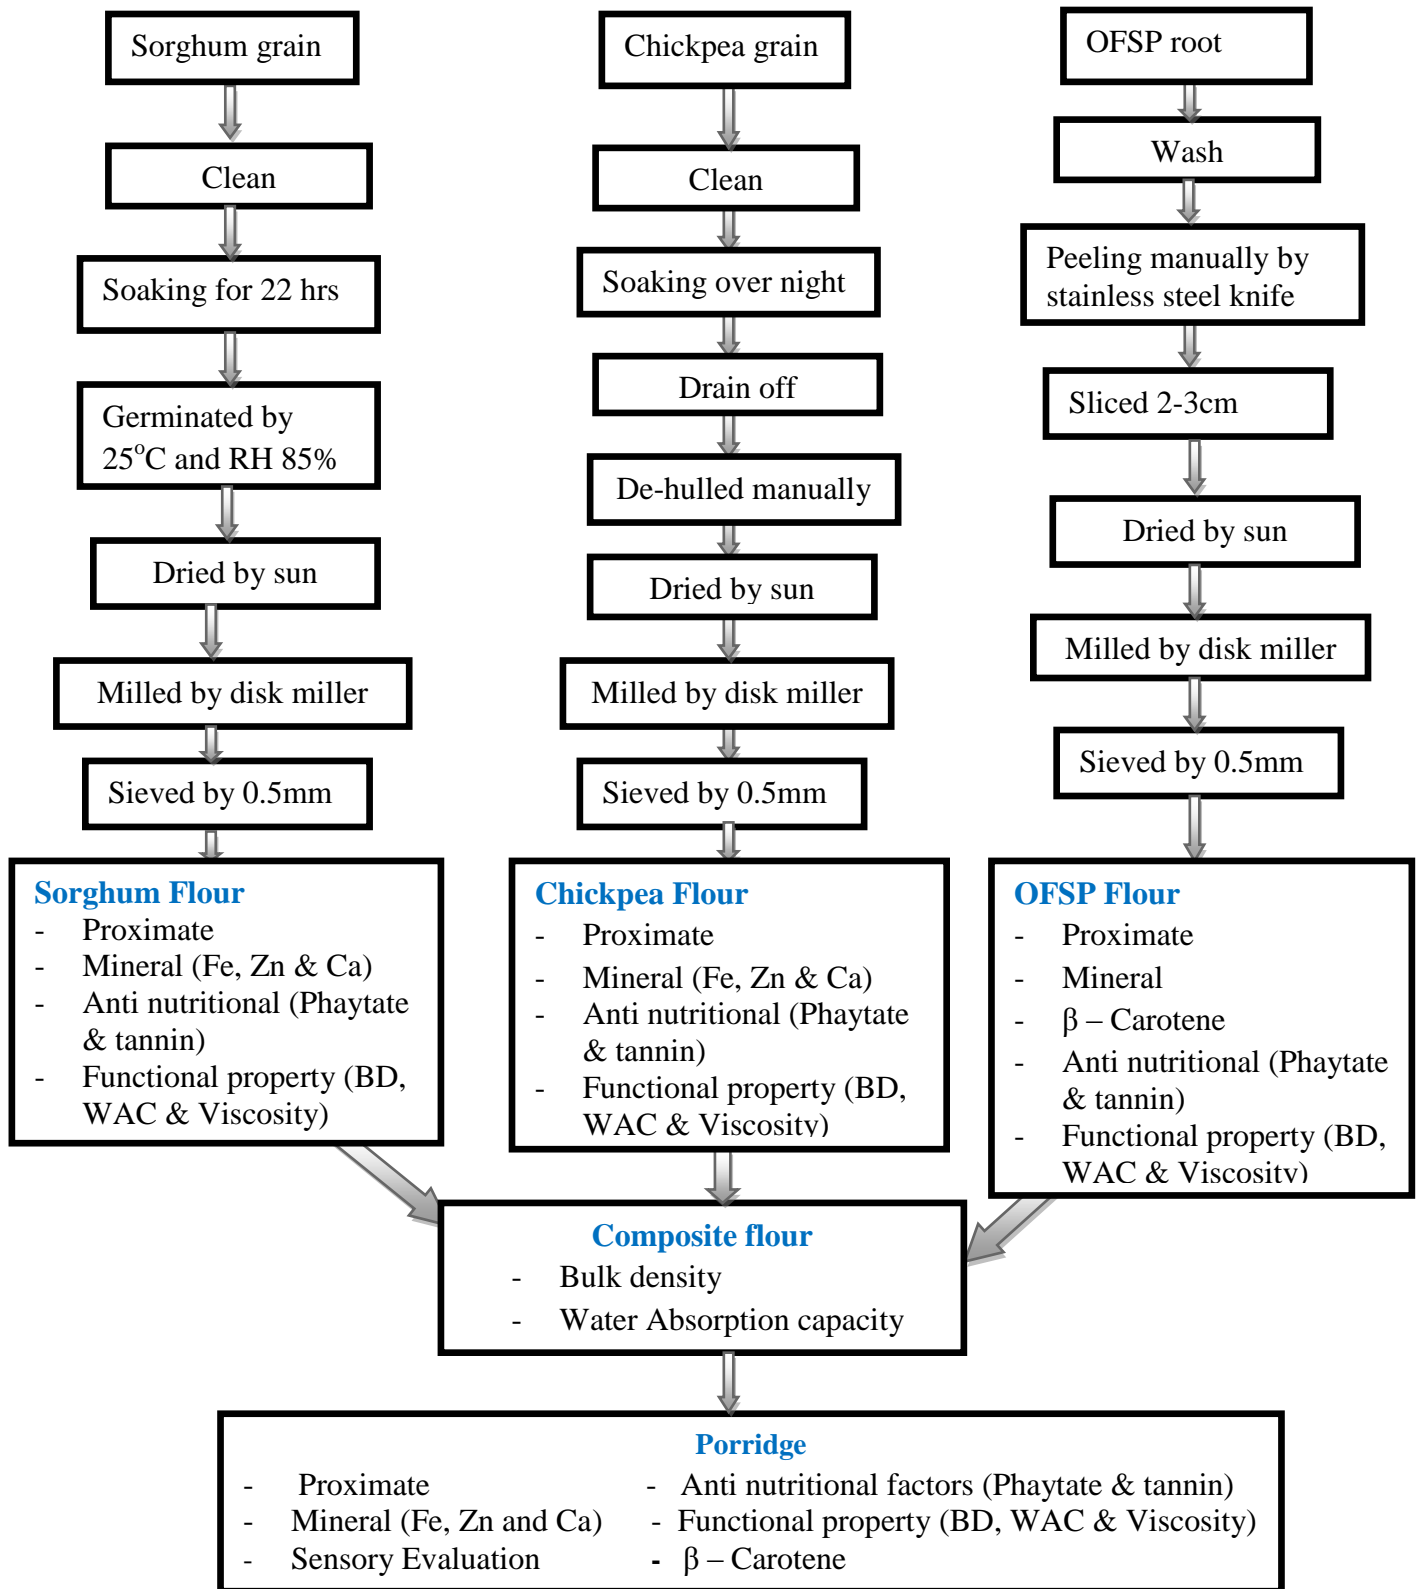 Sorghum grain
Clean
Soaking for 22 hrs
Germinated by
25°C and RH 85%
Dried by sun
Milled by disk miller
Sieved by 0.5mm
Sorghum Flour
- Proximate
- Mineral (Fe, Zn & Ca)
- Anti nutritional (Phaytate
& tannin)
- Functional property (BD,
WAC & Viscosity)
Chickpea grain
Clean
Soaking over night
Drain off
De-hulled manually
Dried by sun
Milled by disk miller
Sieved by 0.5mm
Chickpea Flour
- Proximate
- Mineral (Fe, Zn & Ca)
- Anti nutritional (Phaytate
& tannin)
- Functional property (BD,
WAC & Viscosity)
OFSP root
Wash
Peeling manually by
stainless steel knife
Sliced 2-3cm
Dried by sun
Milled by disk miller
Sieved by 0.5mm
OFSP Flour
- Proximate
- Mineral
- β – Carotene
- Anti nutritional (Phaytate
& tannin)
- Functional property (BD,
WAC & Viscosity)
Composite flour
- Bulk density
- Water Absorption capacity
Porridge
- Proximate - Anti nutritional factors (Phaytate & tannin)
- Mineral (Fe, Zn and Ca) - Functional property (BD, WAC & Viscosity)
- Sensory Evaluation - β – Carotene